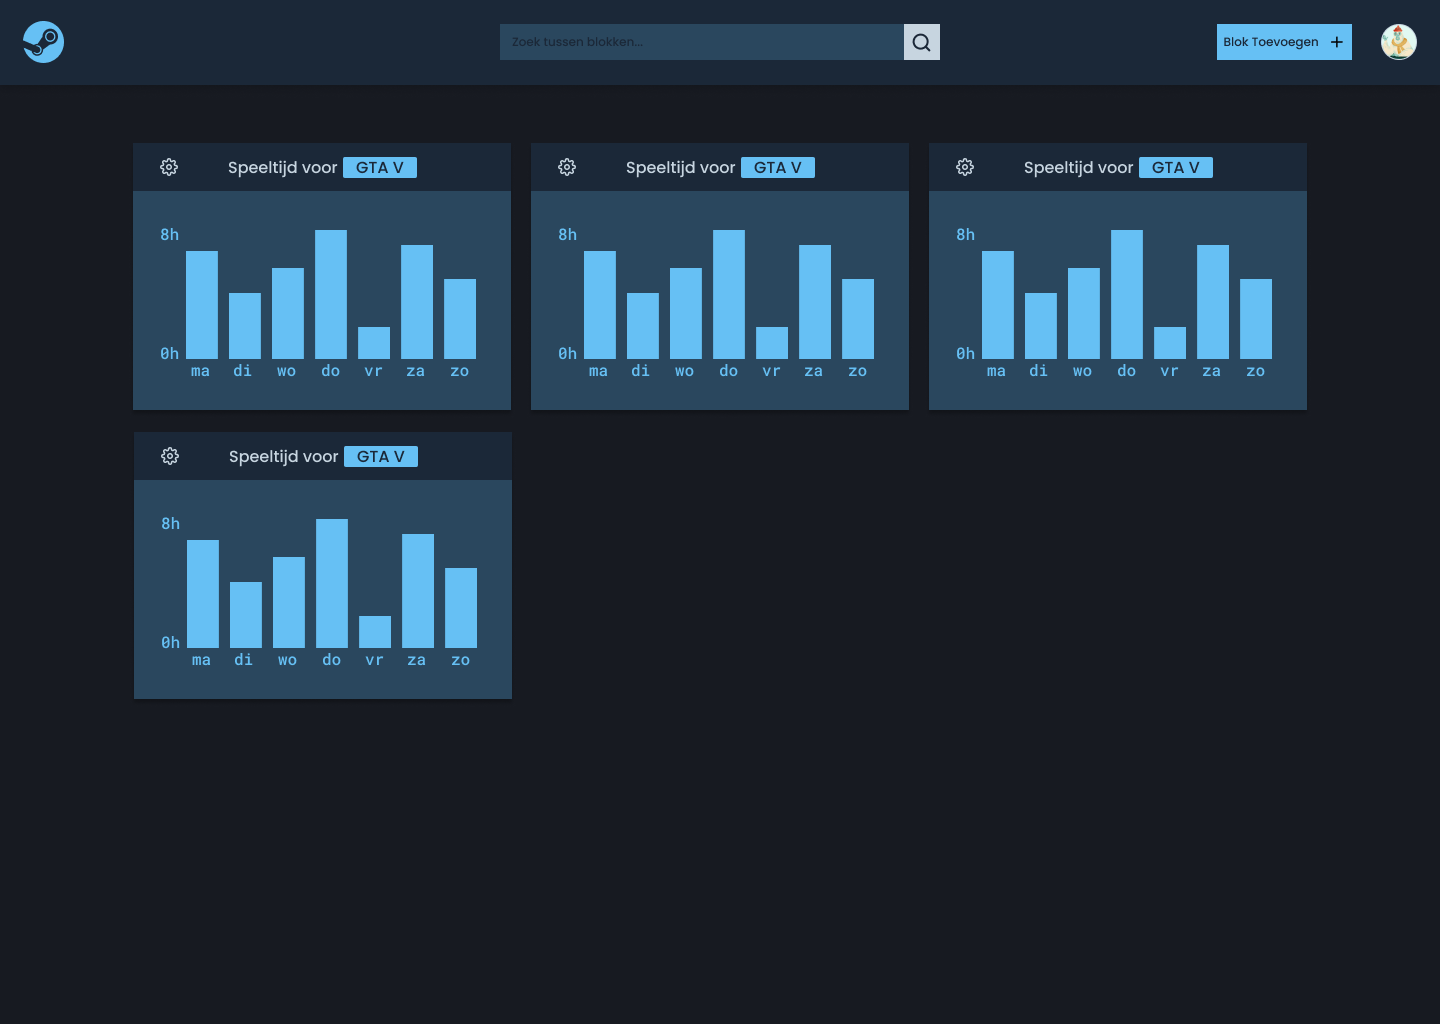 Zoek tussen blokken...
Blok Toevoegen
Speeltijd voor GTA V
8h
0h
ma di wo do vr za zo
Speeltijd voor GTA V
8h
0h
ma di wo do vr za zo
Speeltijd voor GTA V
8h
0h
ma di wo do vr za zo
Speeltijd voor GTA V
8h
0h
ma di wo do vr za zo